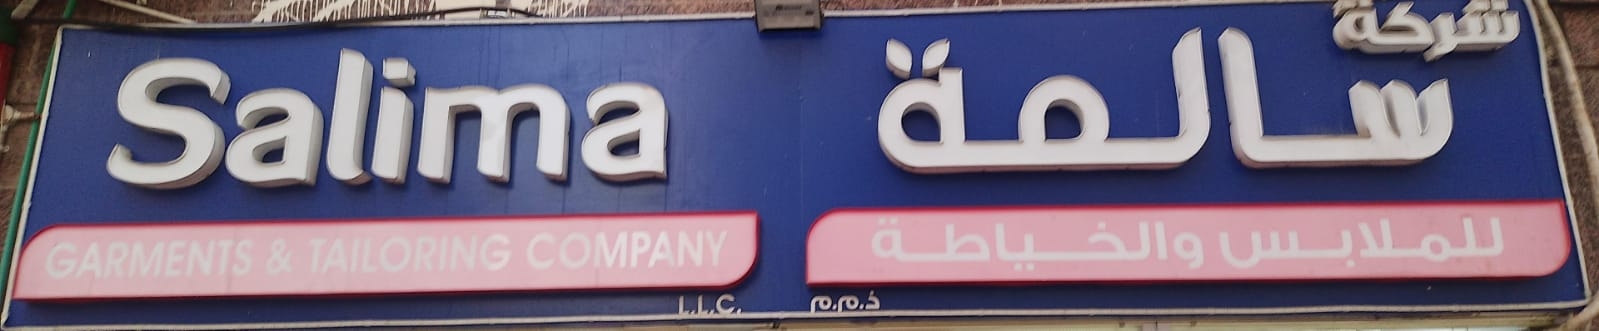 Salima
GARMENTS & TAILORING COMPANY
L.L.C.
شركة
سالمة
للملابس والخياطة
ذ.م.م